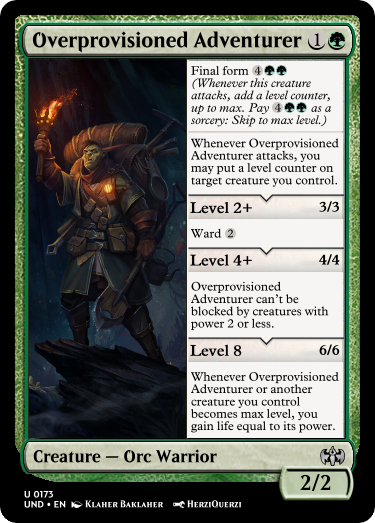 Overprovisioned Adventurer 1
Final form 4
(Whenever this creature
attacks, add a level counter,
up to max. Pay 4 as a
sorcery: Skip to max level.)
Whenever Overprovisioned
Adventurer attacks, you
may put a level counter on
target creature you control.
Level 2+ 3/3
Ward 2
Level 4+ 4/4
Overprovisioned
Adventurer can't be
blocked by creatures with
power 2 or less.
Level 8 6/6
Whenever Overprovisioned
Adventurer or another
creature you control
becomes max level, you
gain life equal to its power.
Creature — Orc Warrior
2/2
U 0173
UND • EN Klaher Baklaher HerziQuerzi